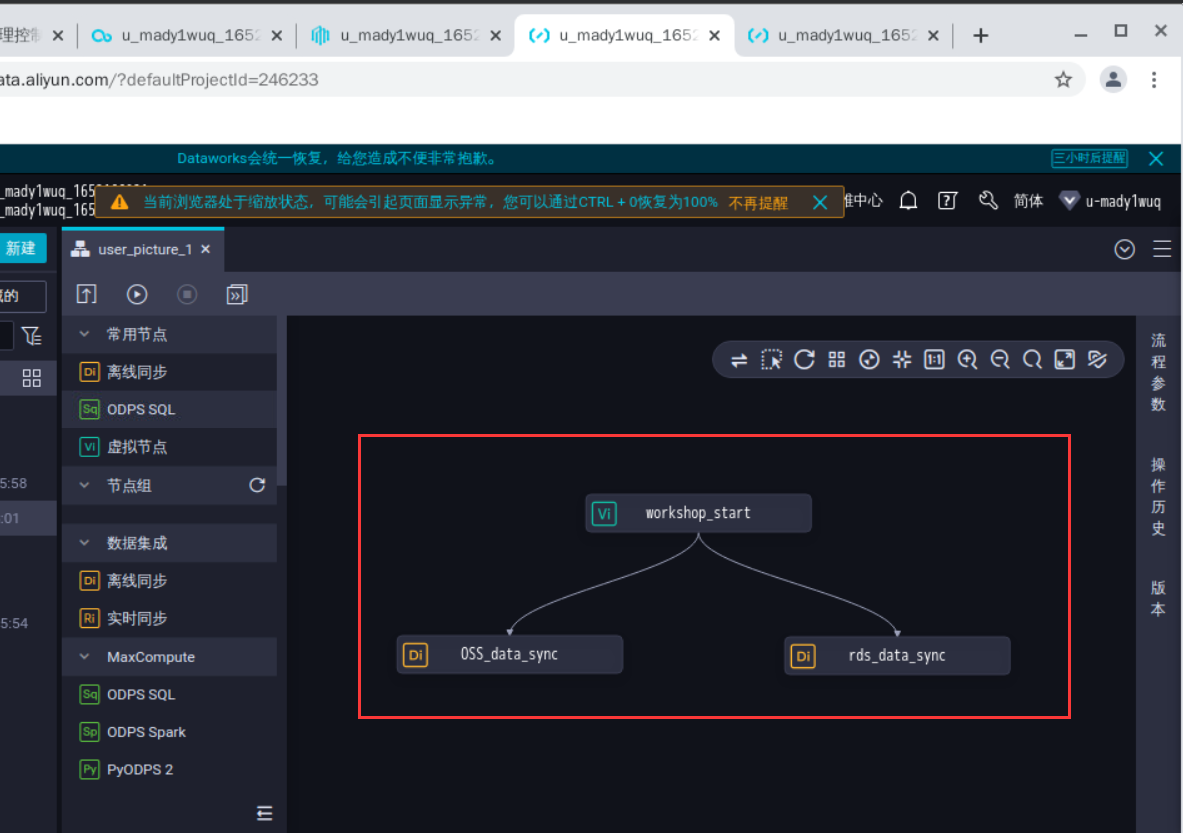 理控制
u_mady1wuq_1652
u_mady1wuq_1652
u_mady1wuq_1652
u_mady1wuq_1652
ata.aliyun.com/?defaultProjectId=246233
Dataworks会统一恢复，给您造成不便非常抱歉。
三小时后提醒
_mady1wuq_165
_mady1wuq_165
当前浏览器处于缩放状态，可能会引起页面显示异常，您可以通过CTRL + 0恢复为100% 不再提醒
中心
简体
u-mady1wuq
新建
user_picture_1
的
常用节点
Di 离线同步
Sq ODPS SQL
Vi 虚拟节点
节点组
数据集成
Di 离线同步
Ri 实时同步
MaxCompute
Sq ODPS SQL
Sp ODPS Spark
Py PyODPS 2
5:58
:01
5:54
1:1
Vi workshop_start
Di OSS_data_sync
Di rds_data_sync
流程参数
操作历史
版本